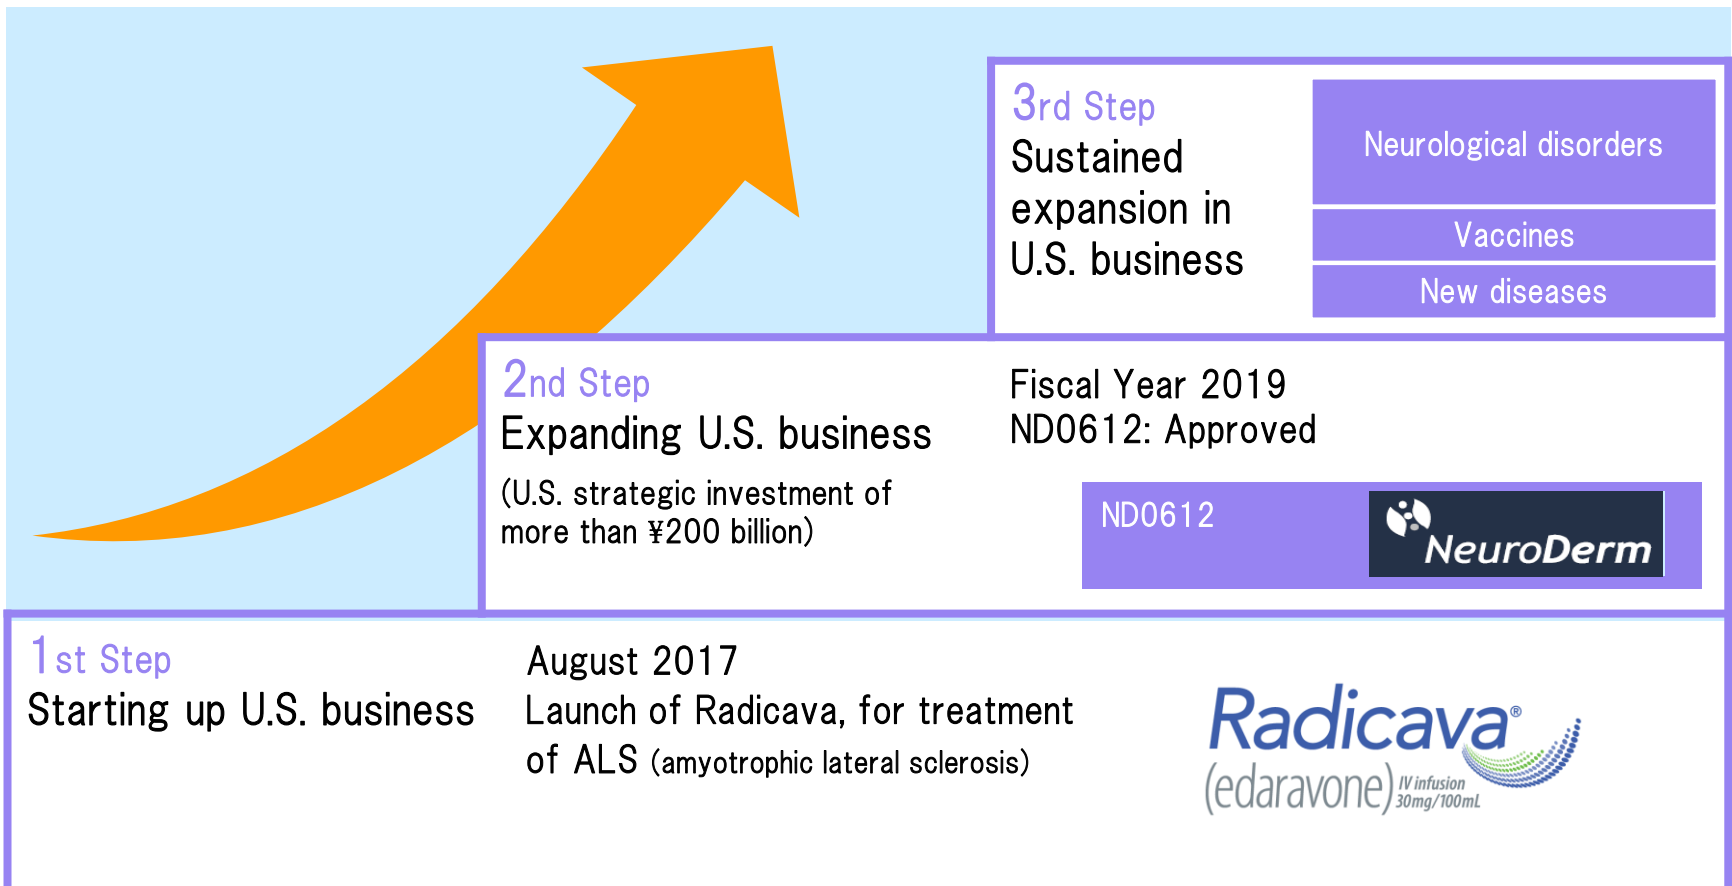 3rd Step
Sustained
expansion in
U.S. business
Neurological disorders
Vaccines
New diseases
2nd Step
Expanding U.S. business
(U.S. strategic investment of
more than ¥200 billion)
Fiscal Year 2019
ND0612: Approved
ND0612
NeuroDerm
1st Step
Starting up U.S. business
August 2017
Launch of Radicava, for treatment
of ALS (amyotrophic lateral sclerosis)
Radicava®
(edaravone) IV infusion
30mg/100mL